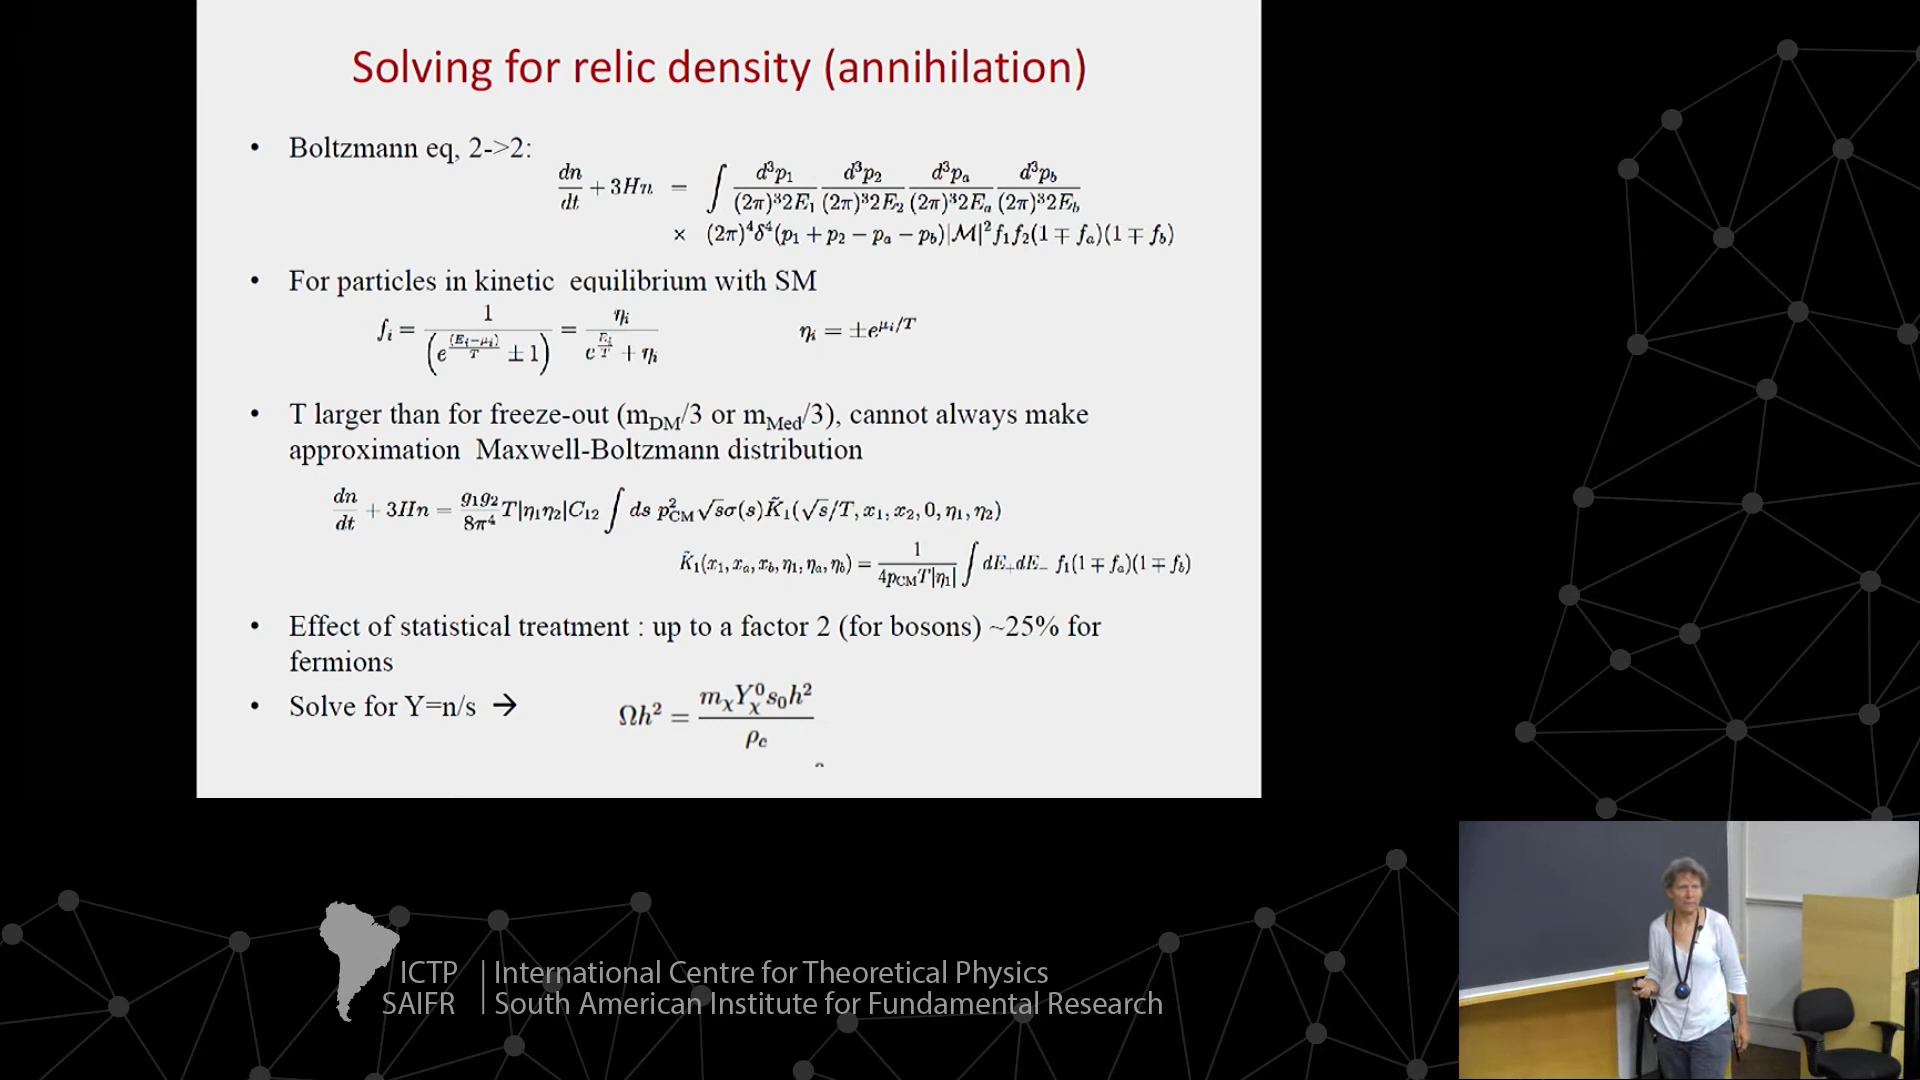 Solving for relic density (annihilation)
• Boltzmann eq, 2->2:
dn/dt + 3Hn = ∫ d³p₁/((2π)³2E₁) d³p₂/((2π)³2E₂) d³pₐ/((2π)³2Eₐ) d³p_b/((2π)³2E_b)
× (2π)⁴δ⁴(p₁ + p₂ − pₐ − p_b)|M|²f₁f₂(1 ∓ fₐ)(1 ∓ f_b)
• For particles in kinetic equilibrium with SM
fᵢ = 1/(e^((Eᵢ−μᵢ)/T) ± 1) = ηᵢ/(e^(Eᵢ/T) + ηᵢ) ηᵢ = ±e^(μᵢ/T)
• T larger than for freeze-out (m_DM/3 or m_Med/3), cannot always make
approximation Maxwell-Boltzmann distribution
dn/dt + 3Hn = g₁g₂/8π⁴ T|η₁η₂|C₁₂ ∫ ds p²_CM √sσ(s)K̃₁(√s/T, x₁, x₂, 0, η₁, η₂)
K̃₁(x₁, xₐ, x_b, η₁, ηₐ, η_b) = 1/(4p_CM T|η₁|) ∫ dE₊dE₋ f₁(1 ∓ fₐ)(1 ∓ f_b)
• Effect of statistical treatment : up to a factor 2 (for bosons) ~25% for
fermions
• Solve for Y=n/s → Ωh² = m_χ Y_χ⁰ s₀h²/ρ_c
ICTP | International Centre for Theoretical Physics
SAIFR | South American Institute for Fundamental Research